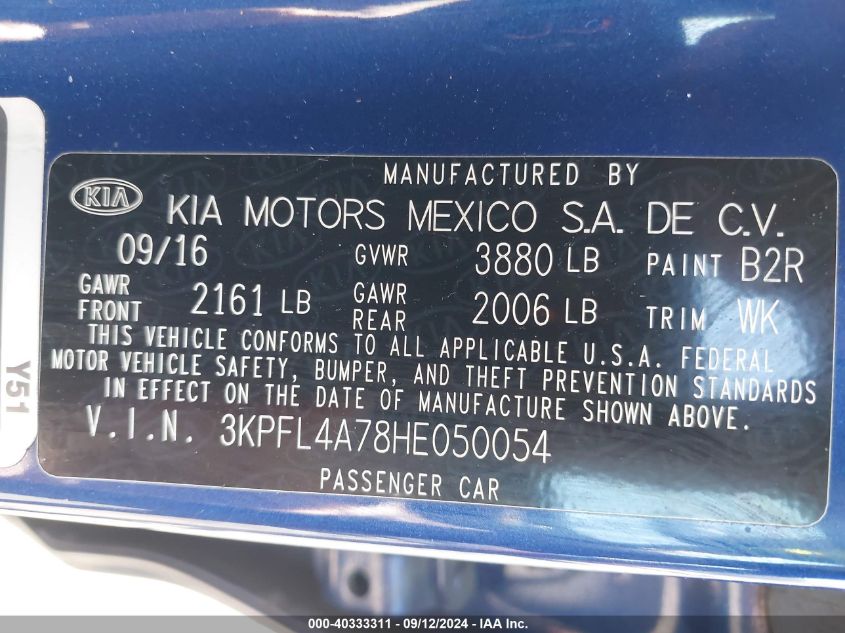 MANUFACTURED BY
KIA KIA MOTORS MEXICO S.A. DE C.V.
09/16 GVWR 3880 LB PAINT B2R
GAWR FRONT 2161 LB GAWR REAR 2006 LB TRIM WK
THIS VEHICLE CONFORMS TO ALL APPLICABLE U.S.A. FEDERAL
MOTOR VEHICLE SAFETY, BUMPER, AND THEFT PREVENTION STANDARDS
IN EFFECT ON THE DATE OF MANUFACTURE SHOWN ABOVE.
V.I.N. 3KPFL4A78HE050054
PASSENGER CAR
Y51
000-40333311 - 09/12/2024 - IAA Inc.